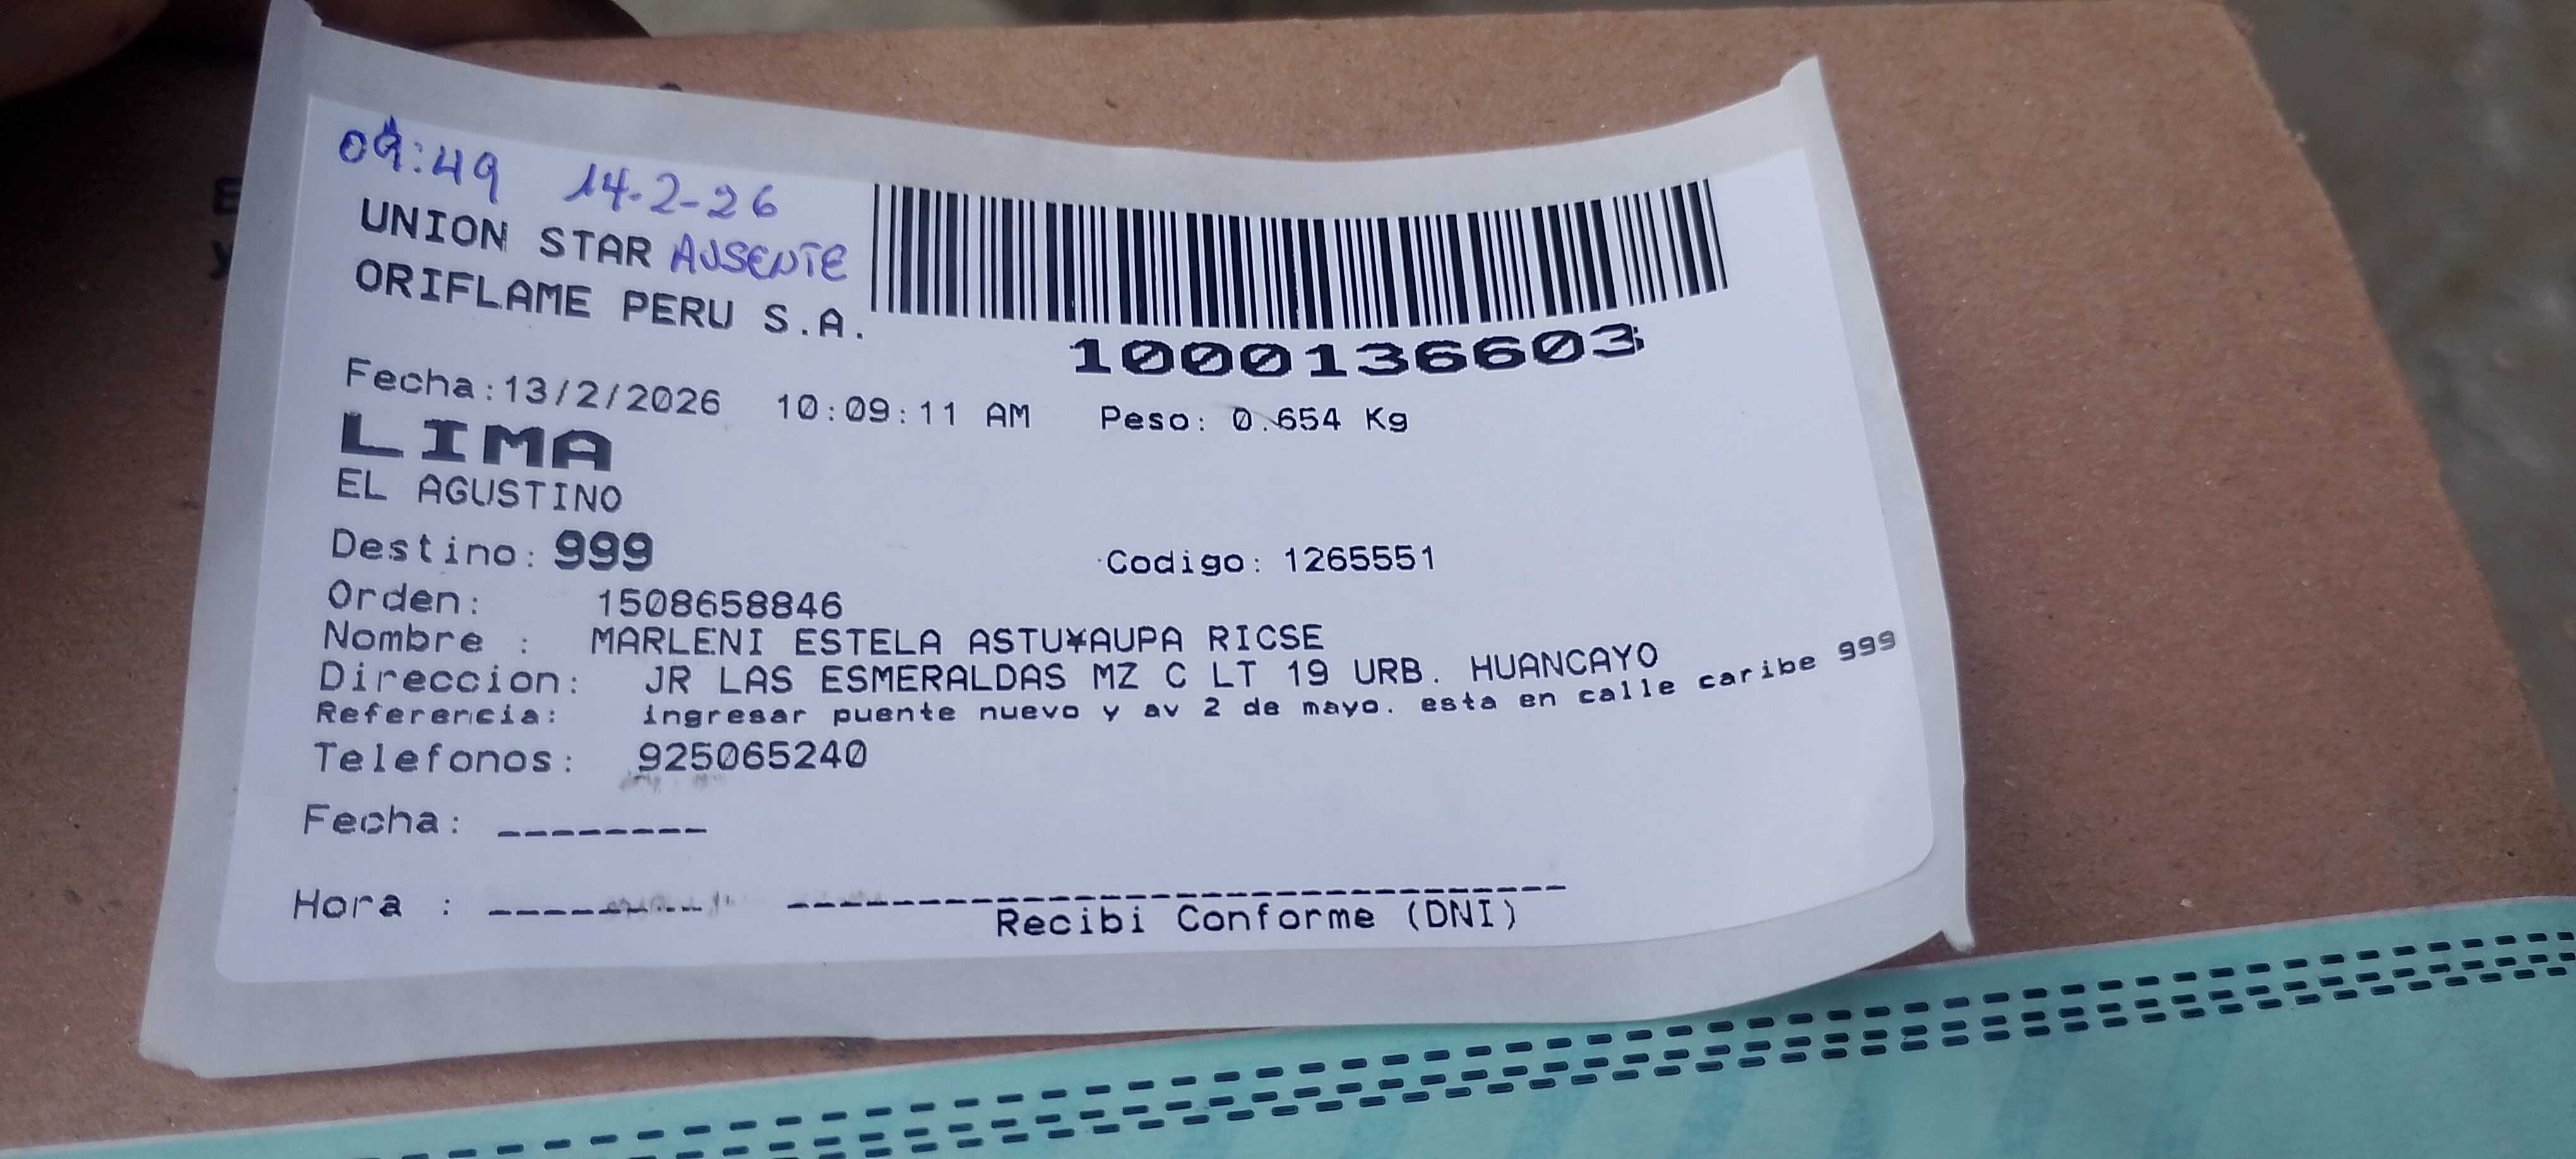 09:49 14-2-26
UNION STAR AUSENTE
ORIFLAME PERU S.A.
1000136603
Fecha:13/2/2026 10:09:11 AM Peso: 0.654 Kg
LIMA
EL AGUSTINO
Destino: 999 Codigo: 1265551
Orden: 1508658846
Nombre : MARLENI ESTELA ASTU¥AUPA RICSE
Direccion: JR LAS ESMERALDAS MZ C LT 19 URB. HUANCAYO
Referencia: ingresar puente nuevo y av 2 de mayo. esta en calle caribe 999
Telefonos: 925065240
Fecha: --------
Hora : --------- ------------------------------
Recibi Conforme (DNI)